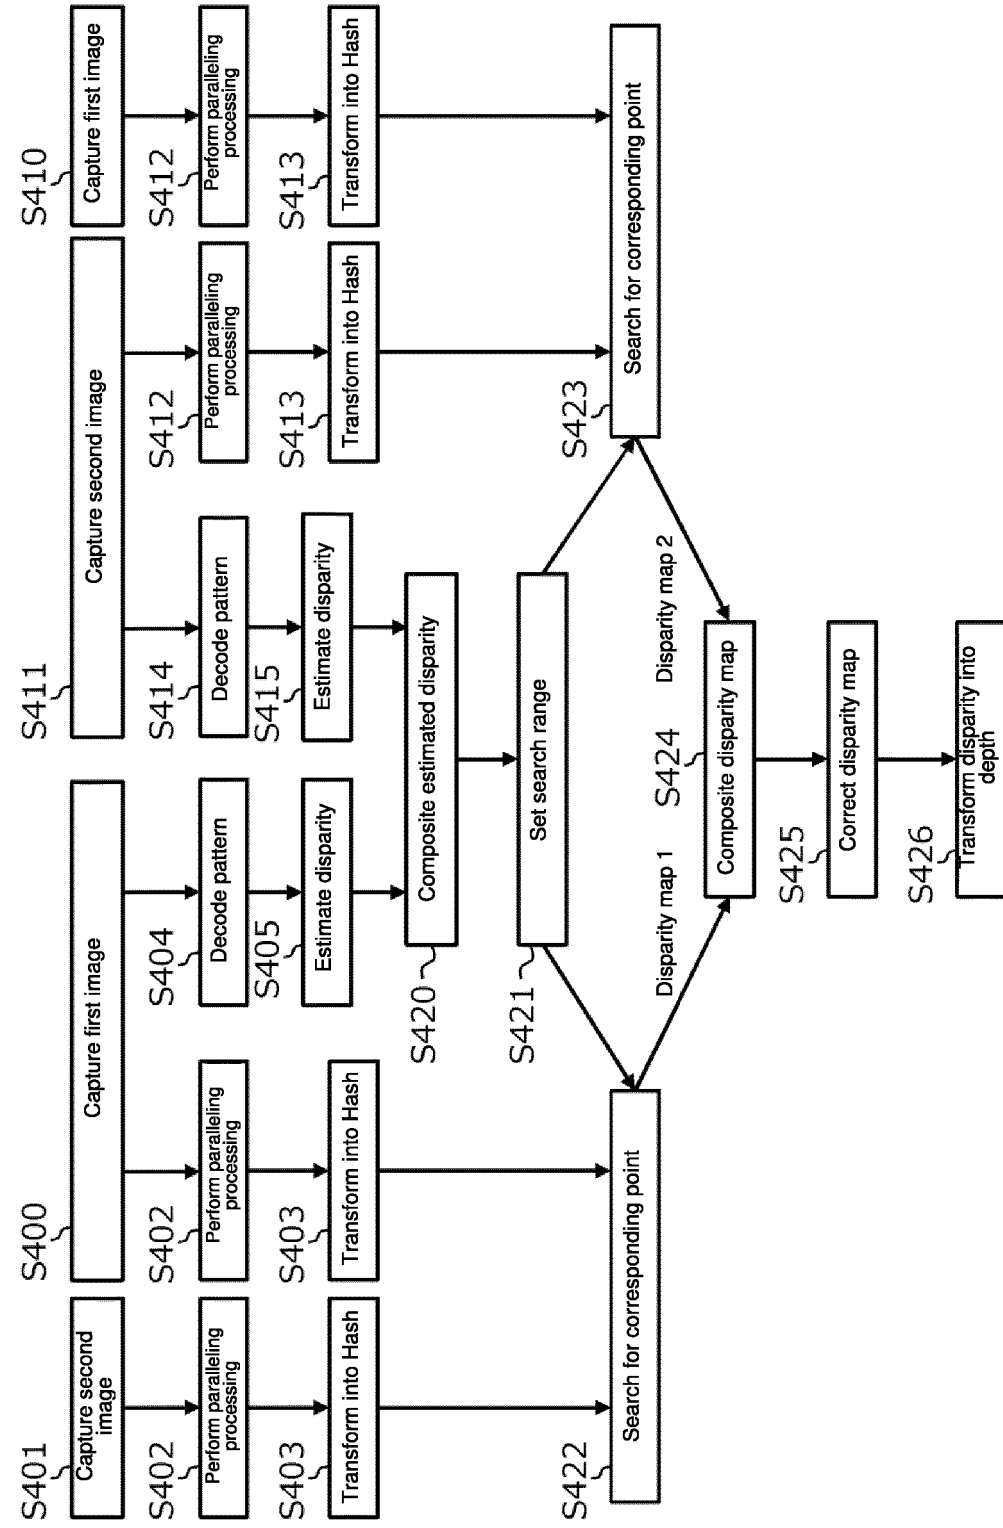 S401
Capture second
image
S400
Capture first image
S411
Capture second image
S410
Capture first image
S402
Perform paralleling
processing
S402
Perform paralleling
processing
S404
Decode pattern
S414
Decode pattern
S412
Perform paralleling
processing
S412
Perform paralleling
processing
S403
Transform into Hash
S403
Transform into Hash
S405
Estimate disparity
S415
Estimate disparity
S413
Transform into Hash
S413
Transform into Hash
S420
Composite estimated disparity
S421
Set search range
S422
Search for corresponding point
S423
Search for corresponding point
Disparity map 1
Disparity map 2
S424
Composite disparity map
S425
Correct disparity map
S426
Transform disparity into
depth